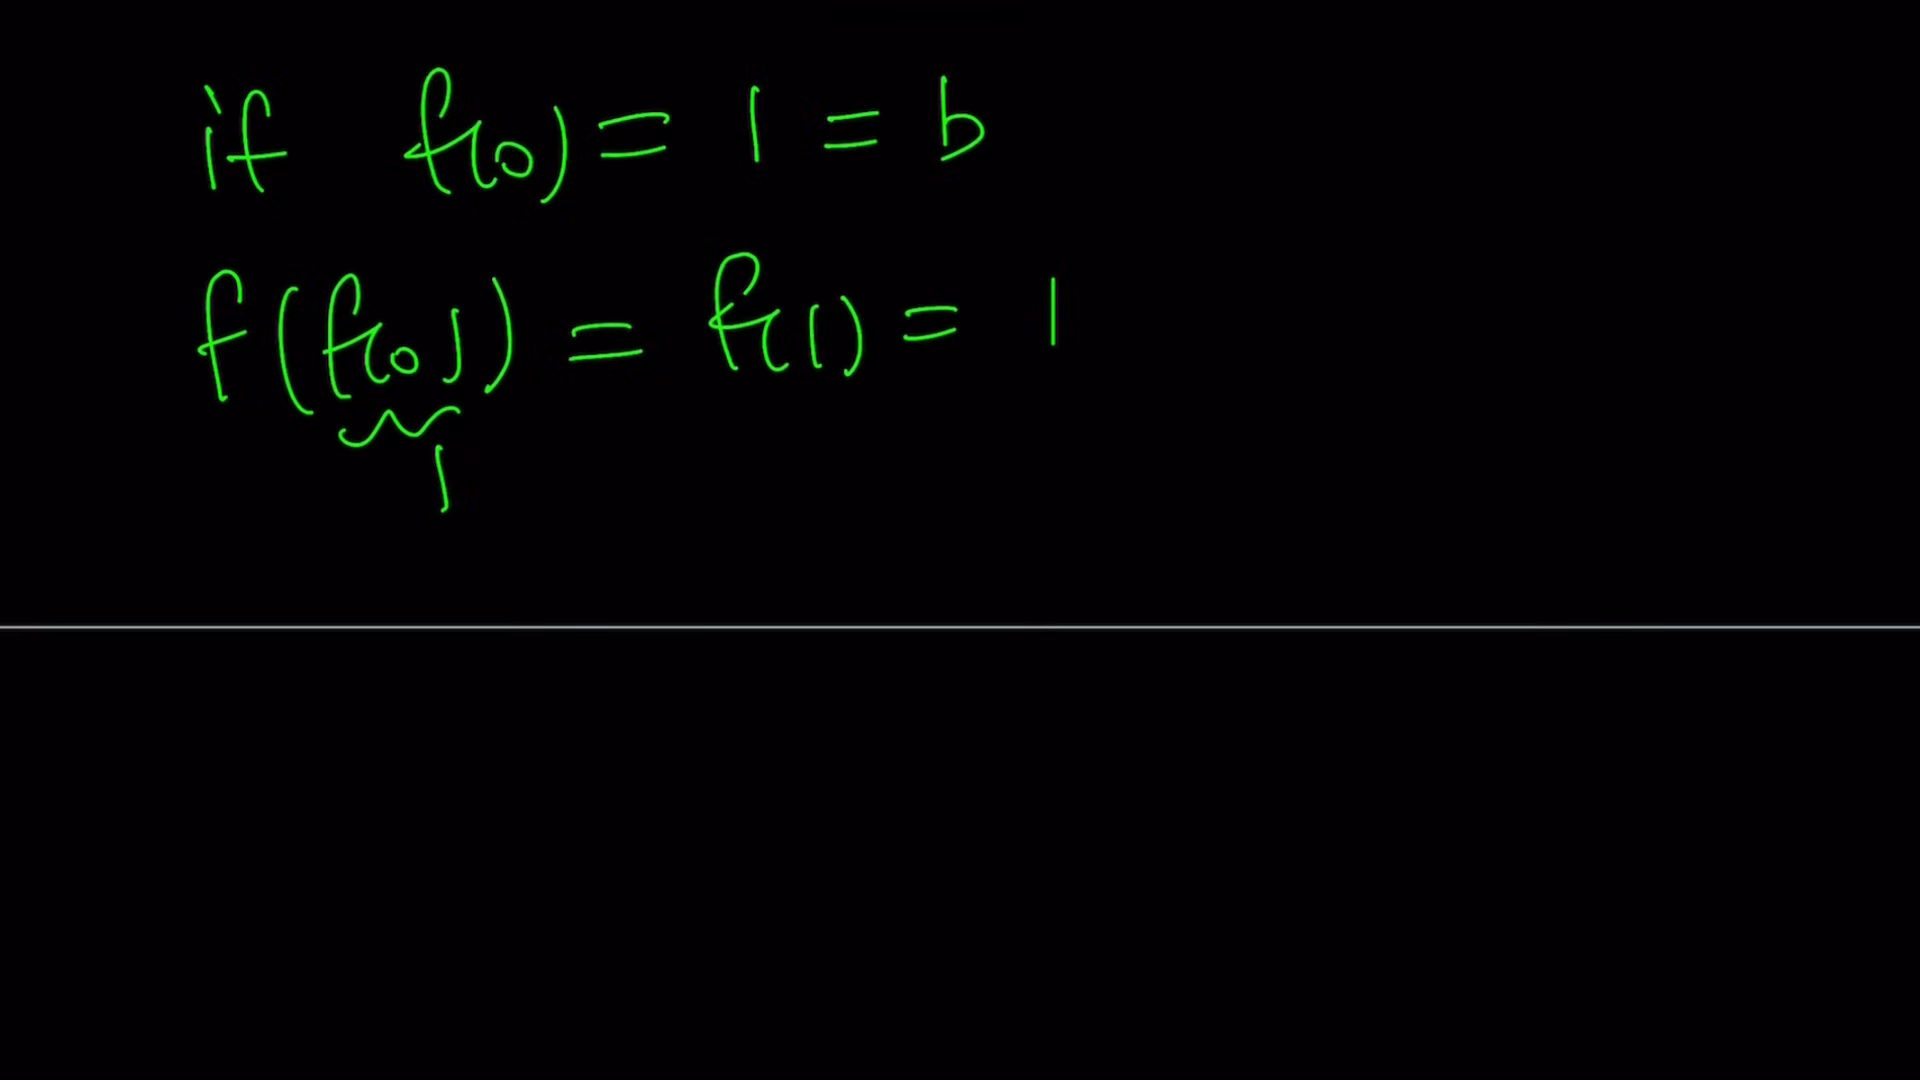 if f(0) = 1 = b
f(f(0)) = f(1) = 1
1